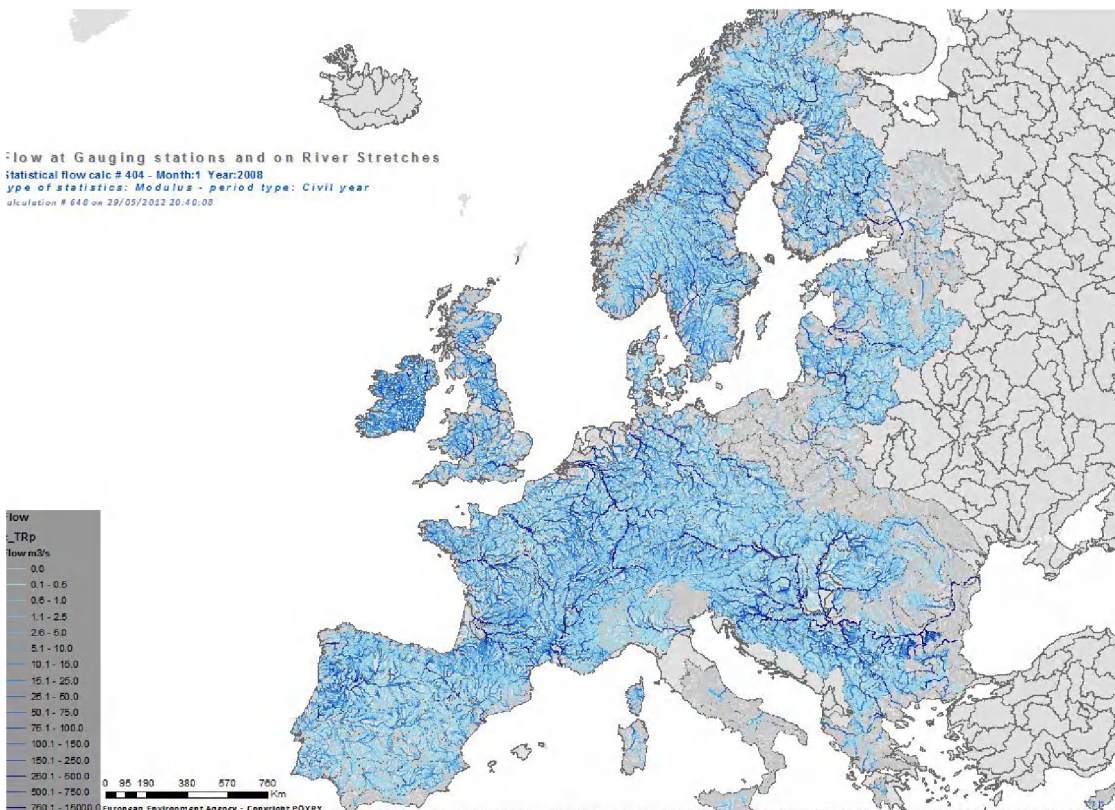 Flow at Gauging stations and on River Stretches
Statistical flow calc # 404 - Month:1 Year:2008
ype of statistics: Modulus - period type: Civil year
alculation # 648 on 29/05/2012 20:40:08
Flow
_TRp
Flow m3/s
0.0
0.1 - 0.5
0.6 - 1.0
1.1 - 2.5
2.6 - 5.0
5.1 - 10.0
10.1 - 15.0
15.1 - 25.0
25.1 - 50.0
50.1 - 75.0
75.1 - 100.0
100.1 - 150.0
150.1 - 250.0
250.1 - 500.0
500.1 - 750.0
750.1 - 15000.0
0 95 190 380 570 760
Km
European Environment Agency - Copyright PÖYRY